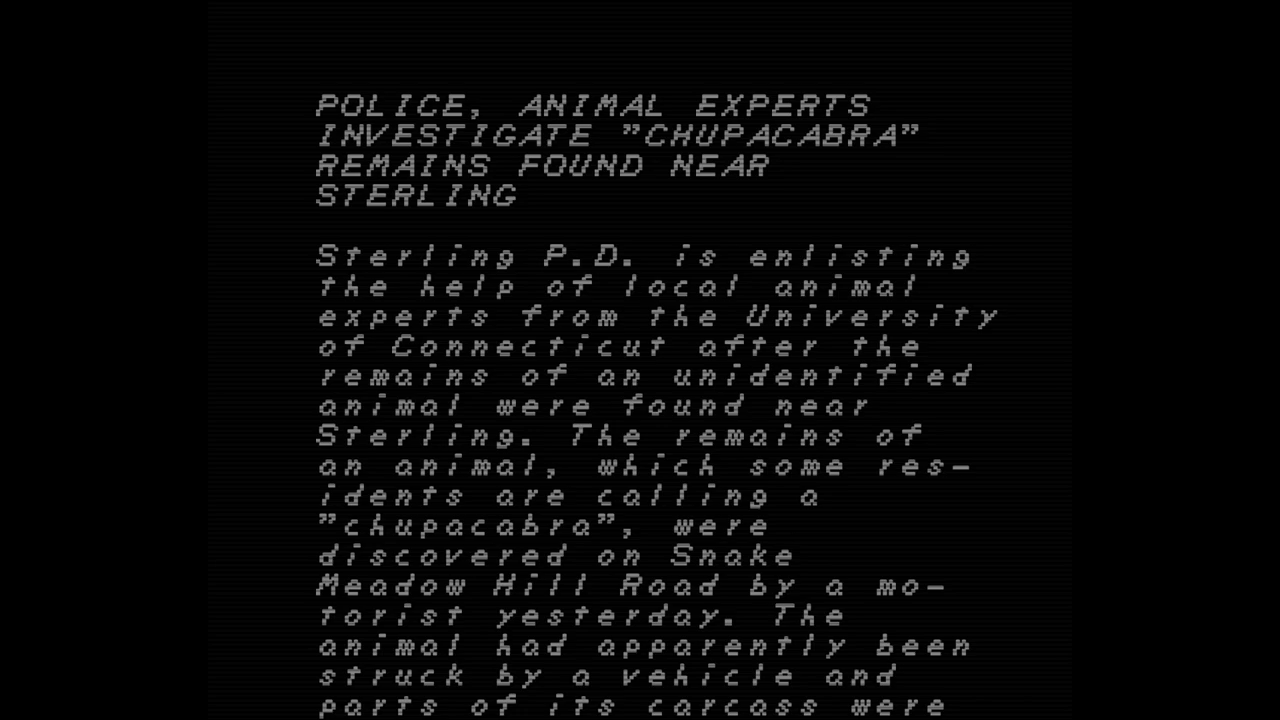 POLICE, ANIMAL EXPERTS
INVESTIGATE "CHUPACABRA"
REMAINS FOUND NEAR
STERLING
Sterling P.D. is enlisting
the help of local animal
experts from the University
of Connecticut after the
remains of an unidentified
animal were found near
Sterling. The remains of
an animal, which some res-
idents are calling a
"chupacabra", were
discovered on Snake
Meadow Hill Road by a mo-
torist yesterday. The
animal had apparently been
struck by a vehicle and
parts of its carcass were